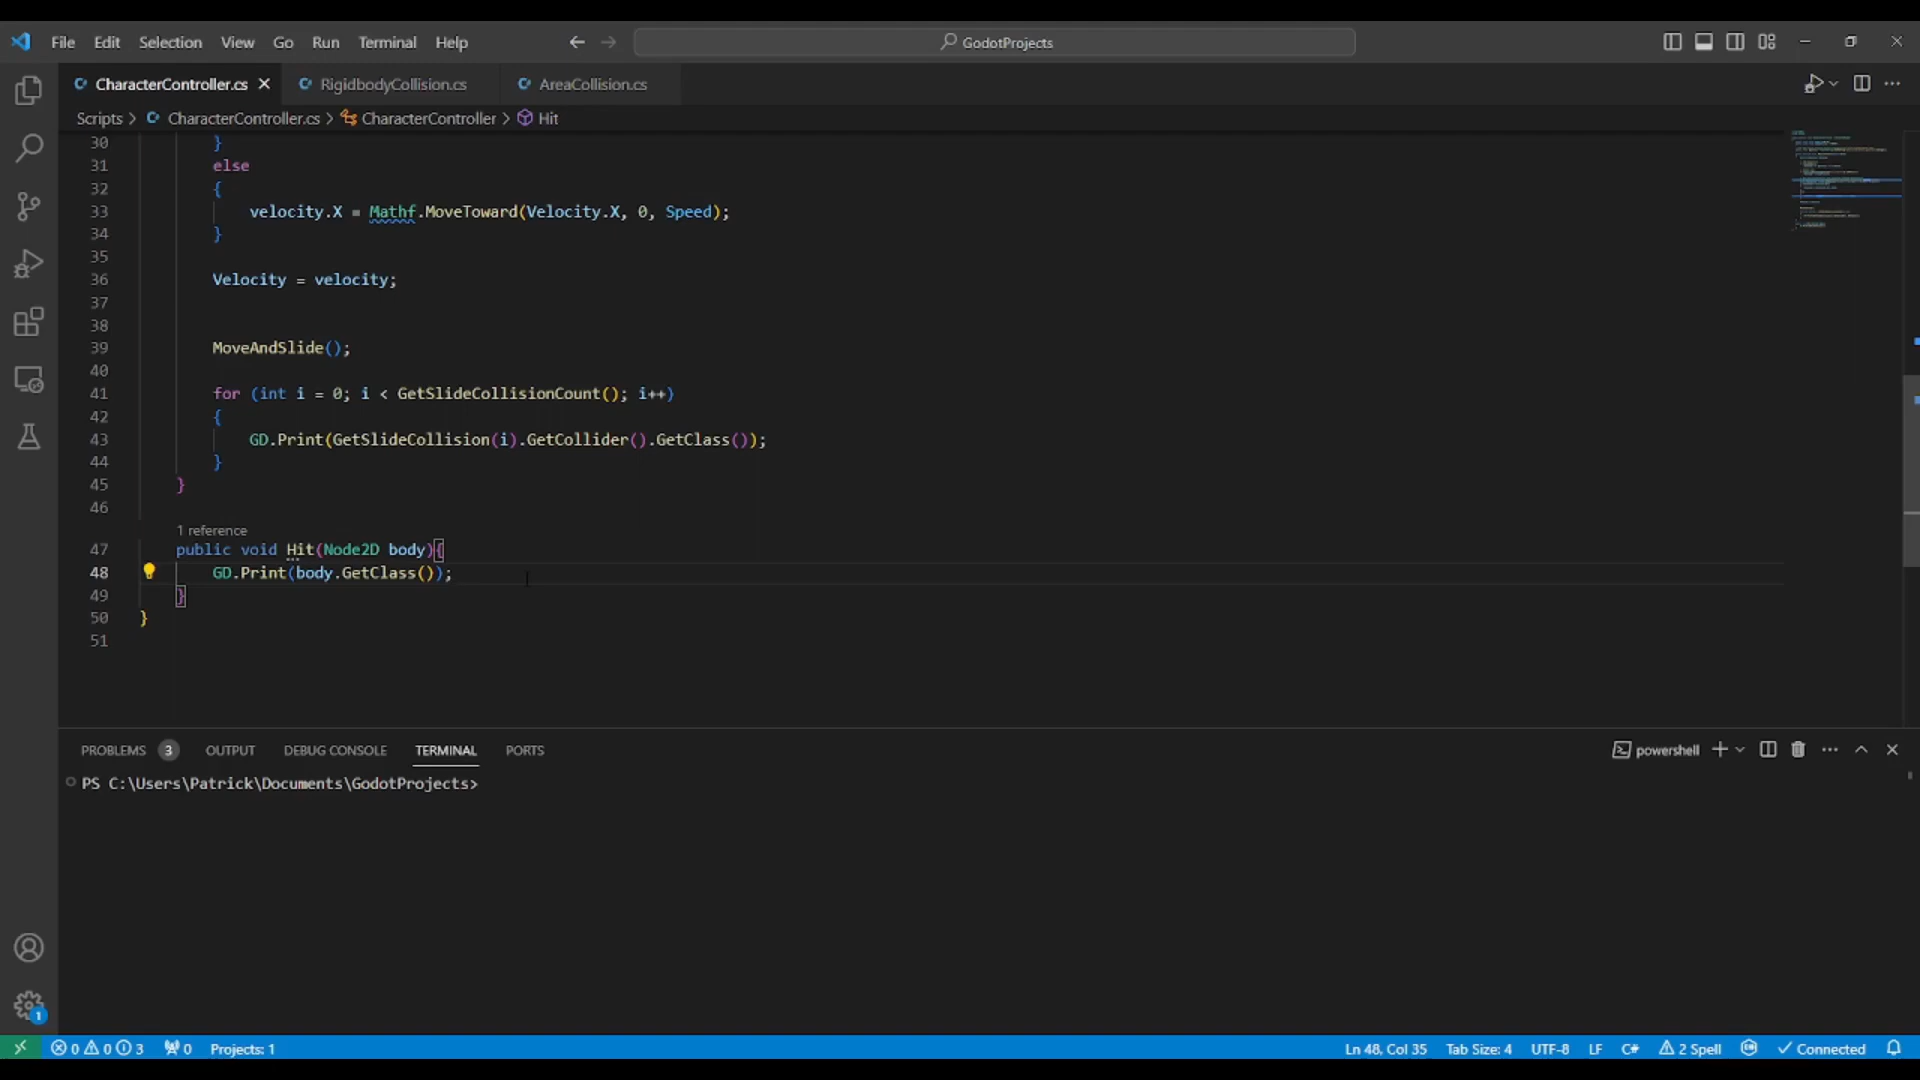 File Edit Selection View Go Run Terminal Help GodotProjects
CharacterController.cs RigidbodyCollision.cs AreaCollision.cs
Scripts > CharacterController.cs > CharacterController > Hit
30 }
31 else
32 {
33 velocity.X = Mathf.MoveToward(Velocity.X, 0, Speed);
34 }
35
36 Velocity = velocity;
37
38
39 MoveAndSlide();
40
41 for (int i = 0; i < GetSlideCollisionCount(); i++)
42 {
43 GD.Print(GetSlideCollision(i).GetCollider().GetClass());
44 }
45 }
46
1 reference
47 public void Hit(Node2D body){
48 GD.Print(body.GetClass());
49 }
50 }
51
PROBLEMS 3 OUTPUT DEBUG CONSOLE TERMINAL PORTS powershell
PS C:\Users\Patrick\Documents\GodotProjects>
1
0 0 3 0 Projects: 1 Ln 48, Col 35 Tab Size: 4 UTF-8 LF C# 2 Spell Connected